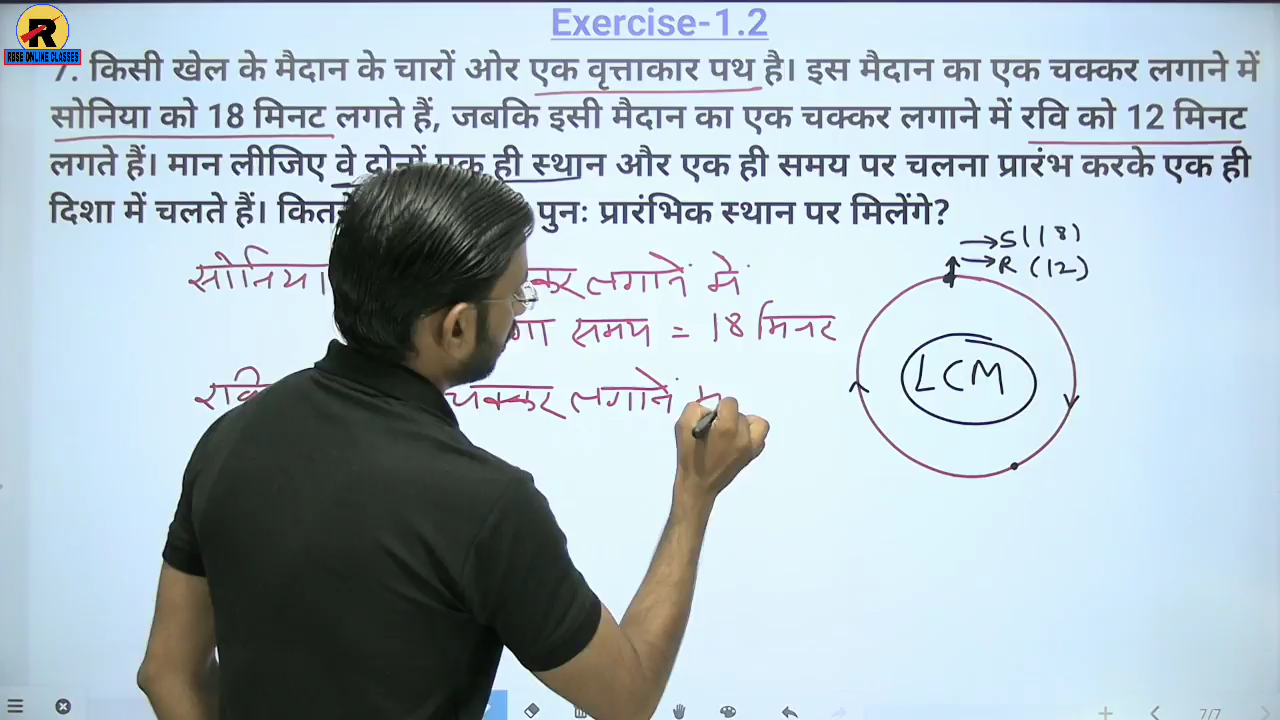 Exercise-1.2
R
RBSE ONLINE CLASSES
7. किसी खेल के मैदान के चारों ओर एक वृत्ताकार पथ है। इस मैदान का एक चक्कर लगाने में
सोनिया को 18 मिनट लगते हैं, जबकि इसी मैदान का एक चक्कर लगाने में रवि को 12 मिनट
लगते हैं। मान लीजिए वे दोनों एक ही स्थान और एक ही समय पर चलना प्रारंभ करके एक ही
दिशा में चलते हैं। पुनः प्रारंभिक स्थान पर मिलेंगे?
→S(18)
→R (12)
सोनिया लगाने में
समय = 18 मिनट
चक्कर लगाने
LCM
7/7